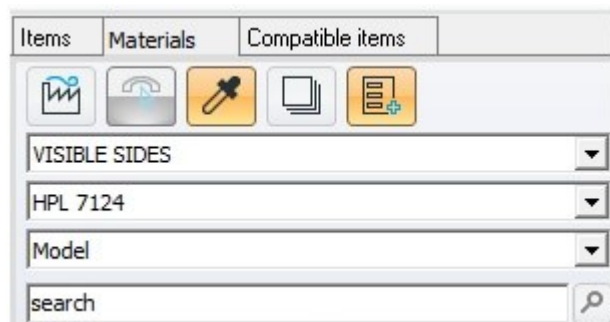 Items Materials Compatible items
VISIBLE SIDES
HPL 7124
Model
search